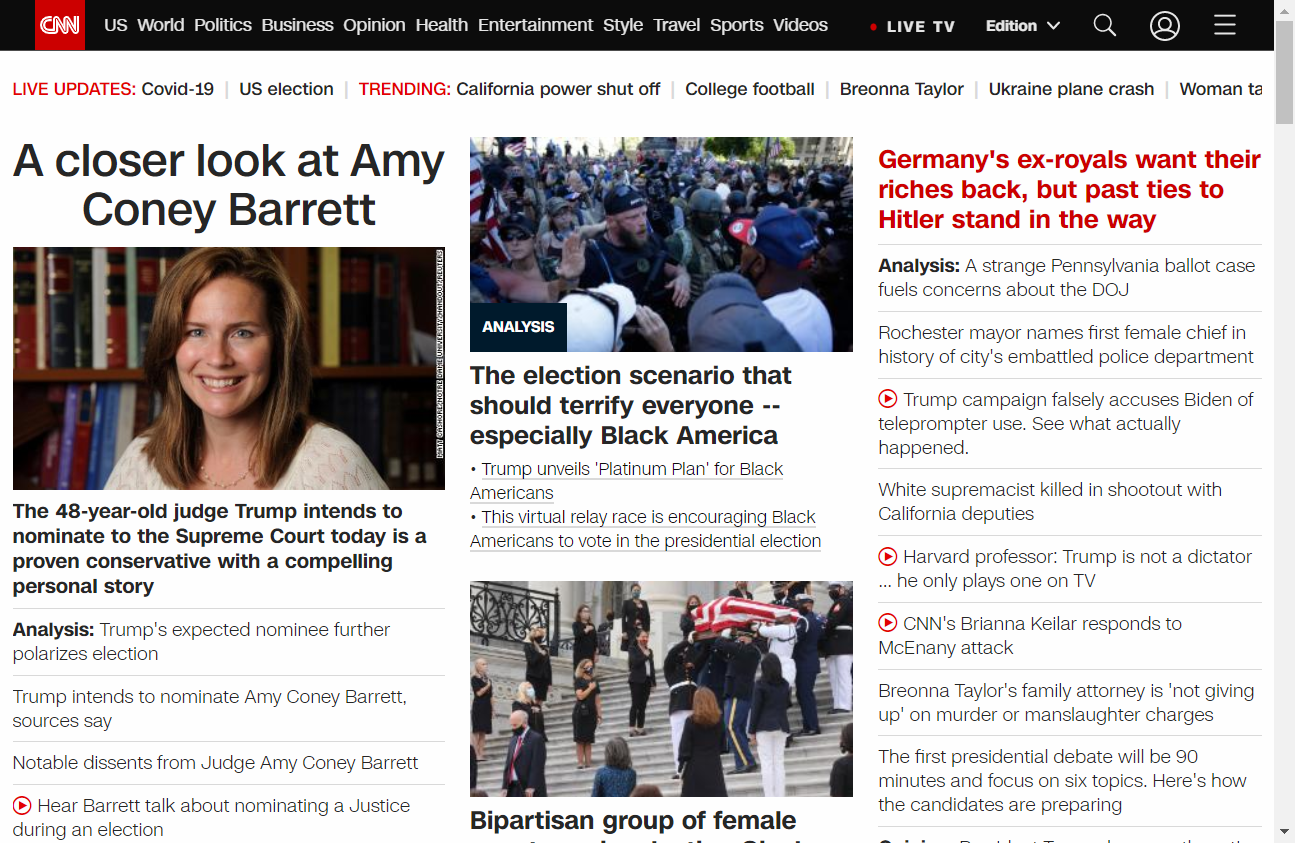 CNN
US World Politics Business Opinion Health Entertainment Style Travel Sports Videos
LIVE TV
Edition
LIVE UPDATES: Covid-19 | US election | TRENDING: California power shut off | College football | Breonna Taylor | Ukraine plane crash | Woman ta
A closer look at Amy
Coney Barrett
The 48-year-old judge Trump intends to
nominate to the Supreme Court today is a
proven conservative with a compelling
personal story
Analysis: Trump's expected nominee further
polarizes election
Trump intends to nominate Amy Coney Barrett,
sources say
Notable dissents from Judge Amy Coney Barrett
Hear Barrett talk about nominating a Justice
during an election
ANALYSIS
The election scenario that
should terrify everyone --
especially Black America
• Trump unveils 'Platinum Plan' for Black
Americans
• This virtual relay race is encouraging Black
Americans to vote in the presidential election
Bipartisan group of female
Germany's ex-royals want their
riches back, but past ties to
Hitler stand in the way
Analysis: A strange Pennsylvania ballot case
fuels concerns about the DOJ
Rochester mayor names first female chief in
history of city's embattled police department
Trump campaign falsely accuses Biden of
teleprompter use. See what actually
happened.
White supremacist killed in shootout with
California deputies
Harvard professor: Trump is not a dictator
... he only plays one on TV
CNN's Brianna Keilar responds to
McEnany attack
Breonna Taylor's family attorney is 'not giving
up' on murder or manslaughter charges
The first presidential debate will be 90
minutes and focus on six topics. Here's how
the candidates are preparing